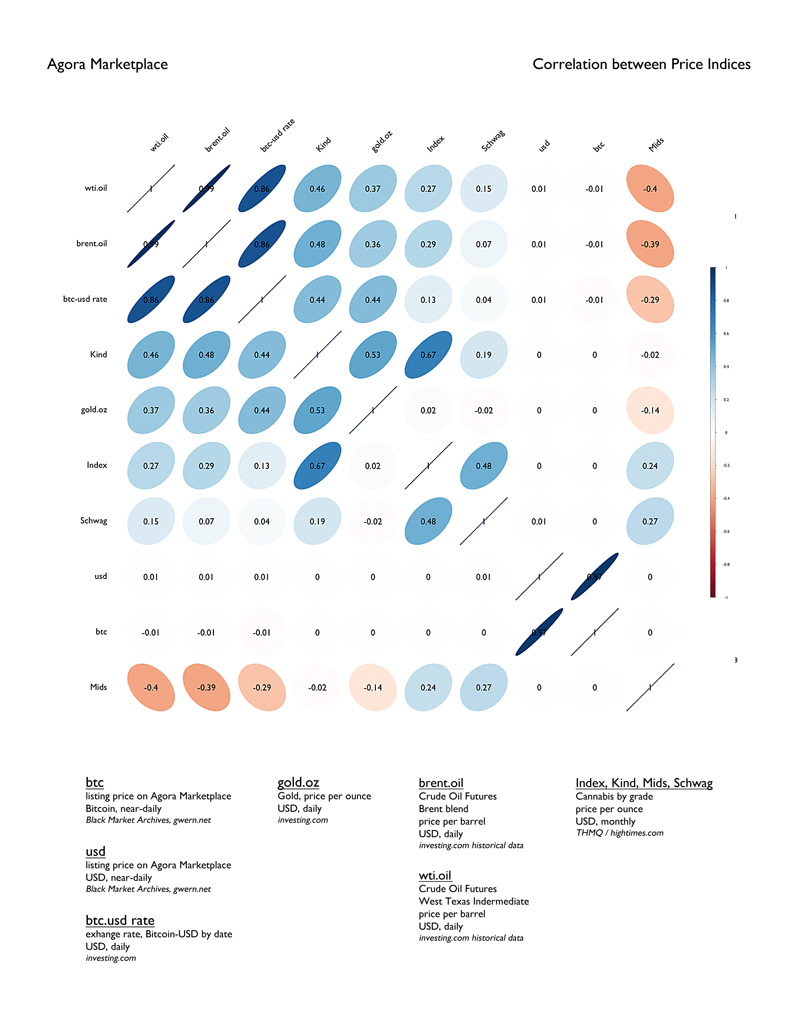 Agora Marketplace
Correlation between Price Indices
wti.oil brent.oil btc-usd rate Kind gold.oz Index Schwag usd btc Mids
wti.oil 1 0.99 0.86 0.46 0.37 0.27 0.15 0.01 -0.01 -0.4
brent.oil 0.99 1 0.86 0.48 0.36 0.29 0.07 0.01 -0.01 -0.39
btc-usd rate 0.86 0.86 1 0.44 0.44 0.13 0.04 0.01 -0.01 -0.29
Kind 0.46 0.48 0.44 1 0.53 0.67 0.19 0 0 -0.02
gold.oz 0.37 0.36 0.44 0.53 1 0.02 -0.02 0 0 -0.14
Index 0.27 0.29 0.13 0.67 0.02 1 0.48 0 0 0.24
Schwag 0.15 0.07 0.04 0.19 -0.02 0.48 1 0.01 0 0.27
usd 0.01 0.01 0.01 0 0 0 0.01 1 0.97 0
btc -0.01 -0.01 -0.01 0 0 0 0 0.97 1 0
Mids -0.4 -0.39 -0.29 -0.02 -0.14 0.24 0.27 0 0 1
1
0.8
0.6
0.4
0.2
0
-0.2
-0.4
-0.6
-0.8
-1
btc
listing price on Agora Marketplace
Bitcoin, near-daily
Black Market Archives, gwern.net
usd
listing price on Agora Marketplace
USD, near-daily
Black Market Archives, gwern.net
btc.usd rate
exhange rate, Bitcoin-USD by date
USD, daily
investing.com
gold.oz
Gold, price per ounce
USD, daily
investing.com
brent.oil
Crude Oil Futures
Brent blend
price per barrel
USD, daily
investing.com historical data
wti.oil
Crude Oil Futures
West Texas Indermediate
price per barrel
USD, daily
investing.com historical data
Index, Kind, Mids, Schwag
Cannabis by grade
price per ounce
USD, monthly
THMQ / hightimes.com